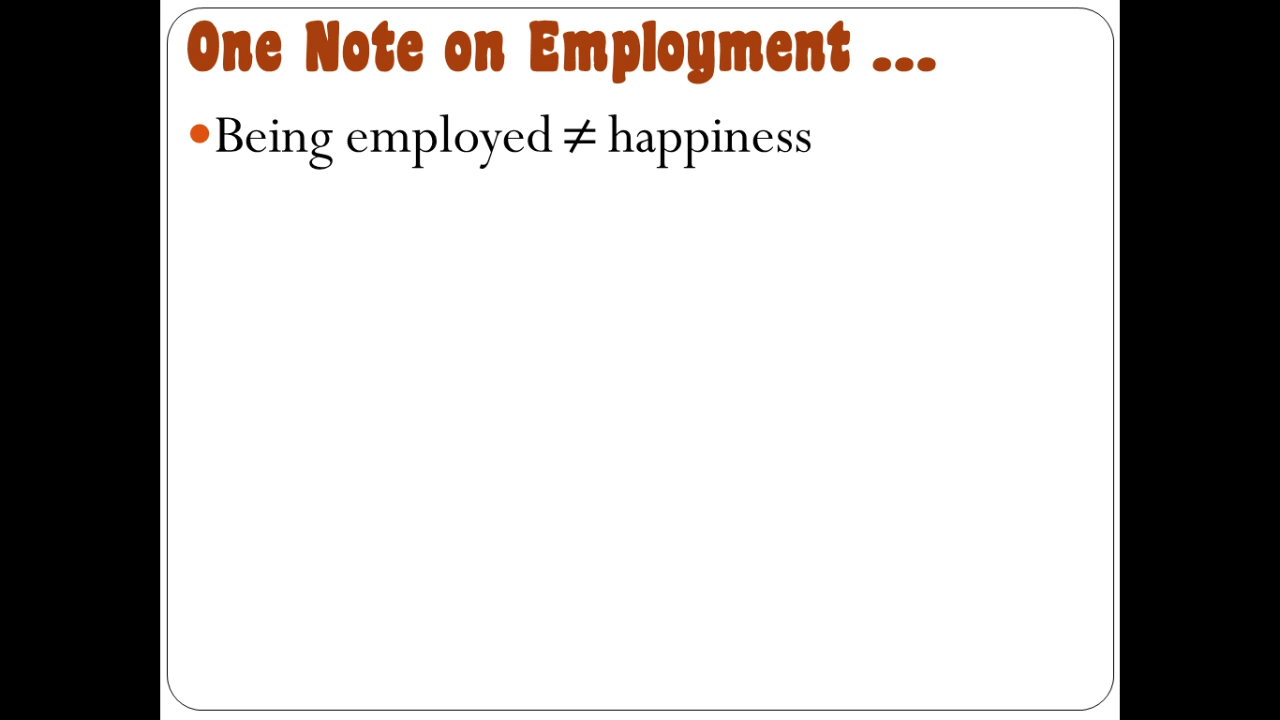 One Note on Employment ...
•Being employed ≠ happiness